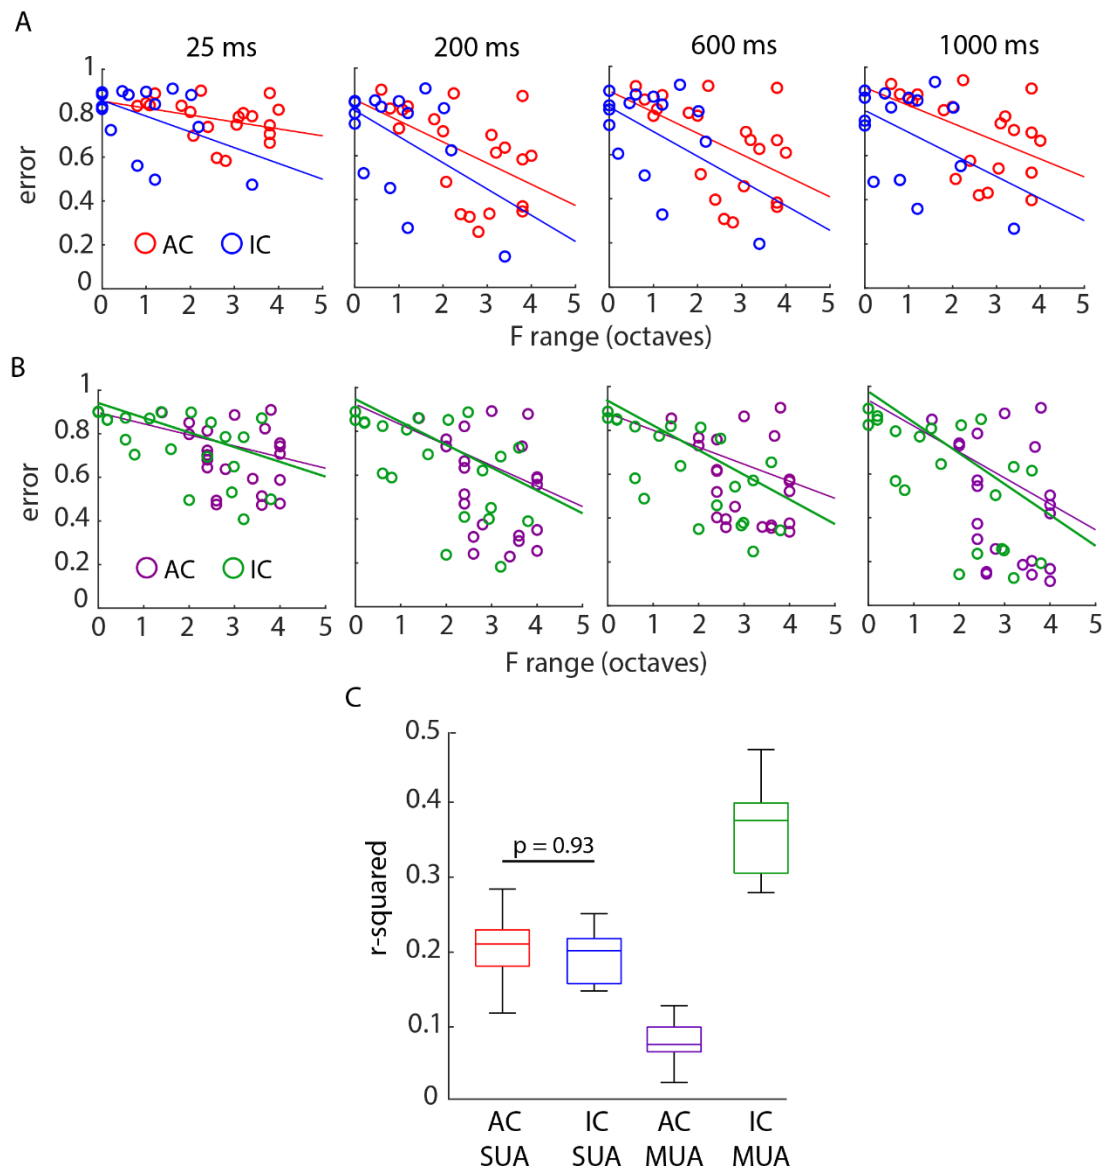 A
25 ms 200 ms 600 ms 1000 ms
1
0.8
0.6
0.4
0.2
0
error
AC IC
0 1 2 3 4 5 0 1 2 3 4 5 0 1 2 3 4 5 0 1 2 3 4 5
F range (octaves)
B
1
0.8
0.6
0.4
0.2
0
error
AC IC
0 1 2 3 4 5 0 1 2 3 4 5 0 1 2 3 4 5 0 1 2 3 4 5
F range (octaves)
C
0.5
0.4
0.3
0.2
0.1
0
r-squared
p = 0.93
AC IC AC IC
SUA SUA MUA MUA